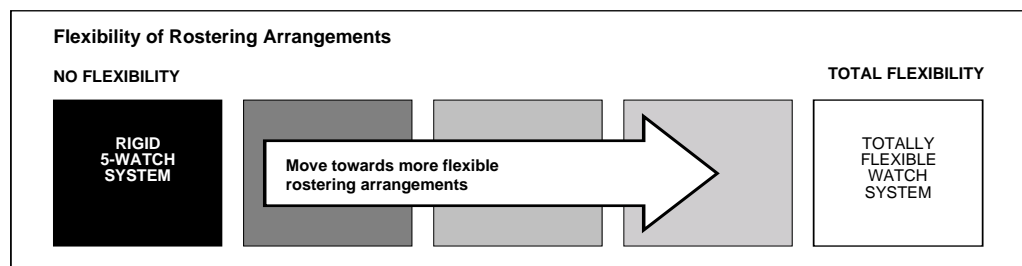 Flexibility of Rostering Arrangements
NO FLEXIBILITY
TOTAL FLEXIBILITY
RIGID
5-WATCH
SYSTEM
Move towards more flexible
rostering arrangements
TOTALLY
FLEXIBLE
WATCH
SYSTEM